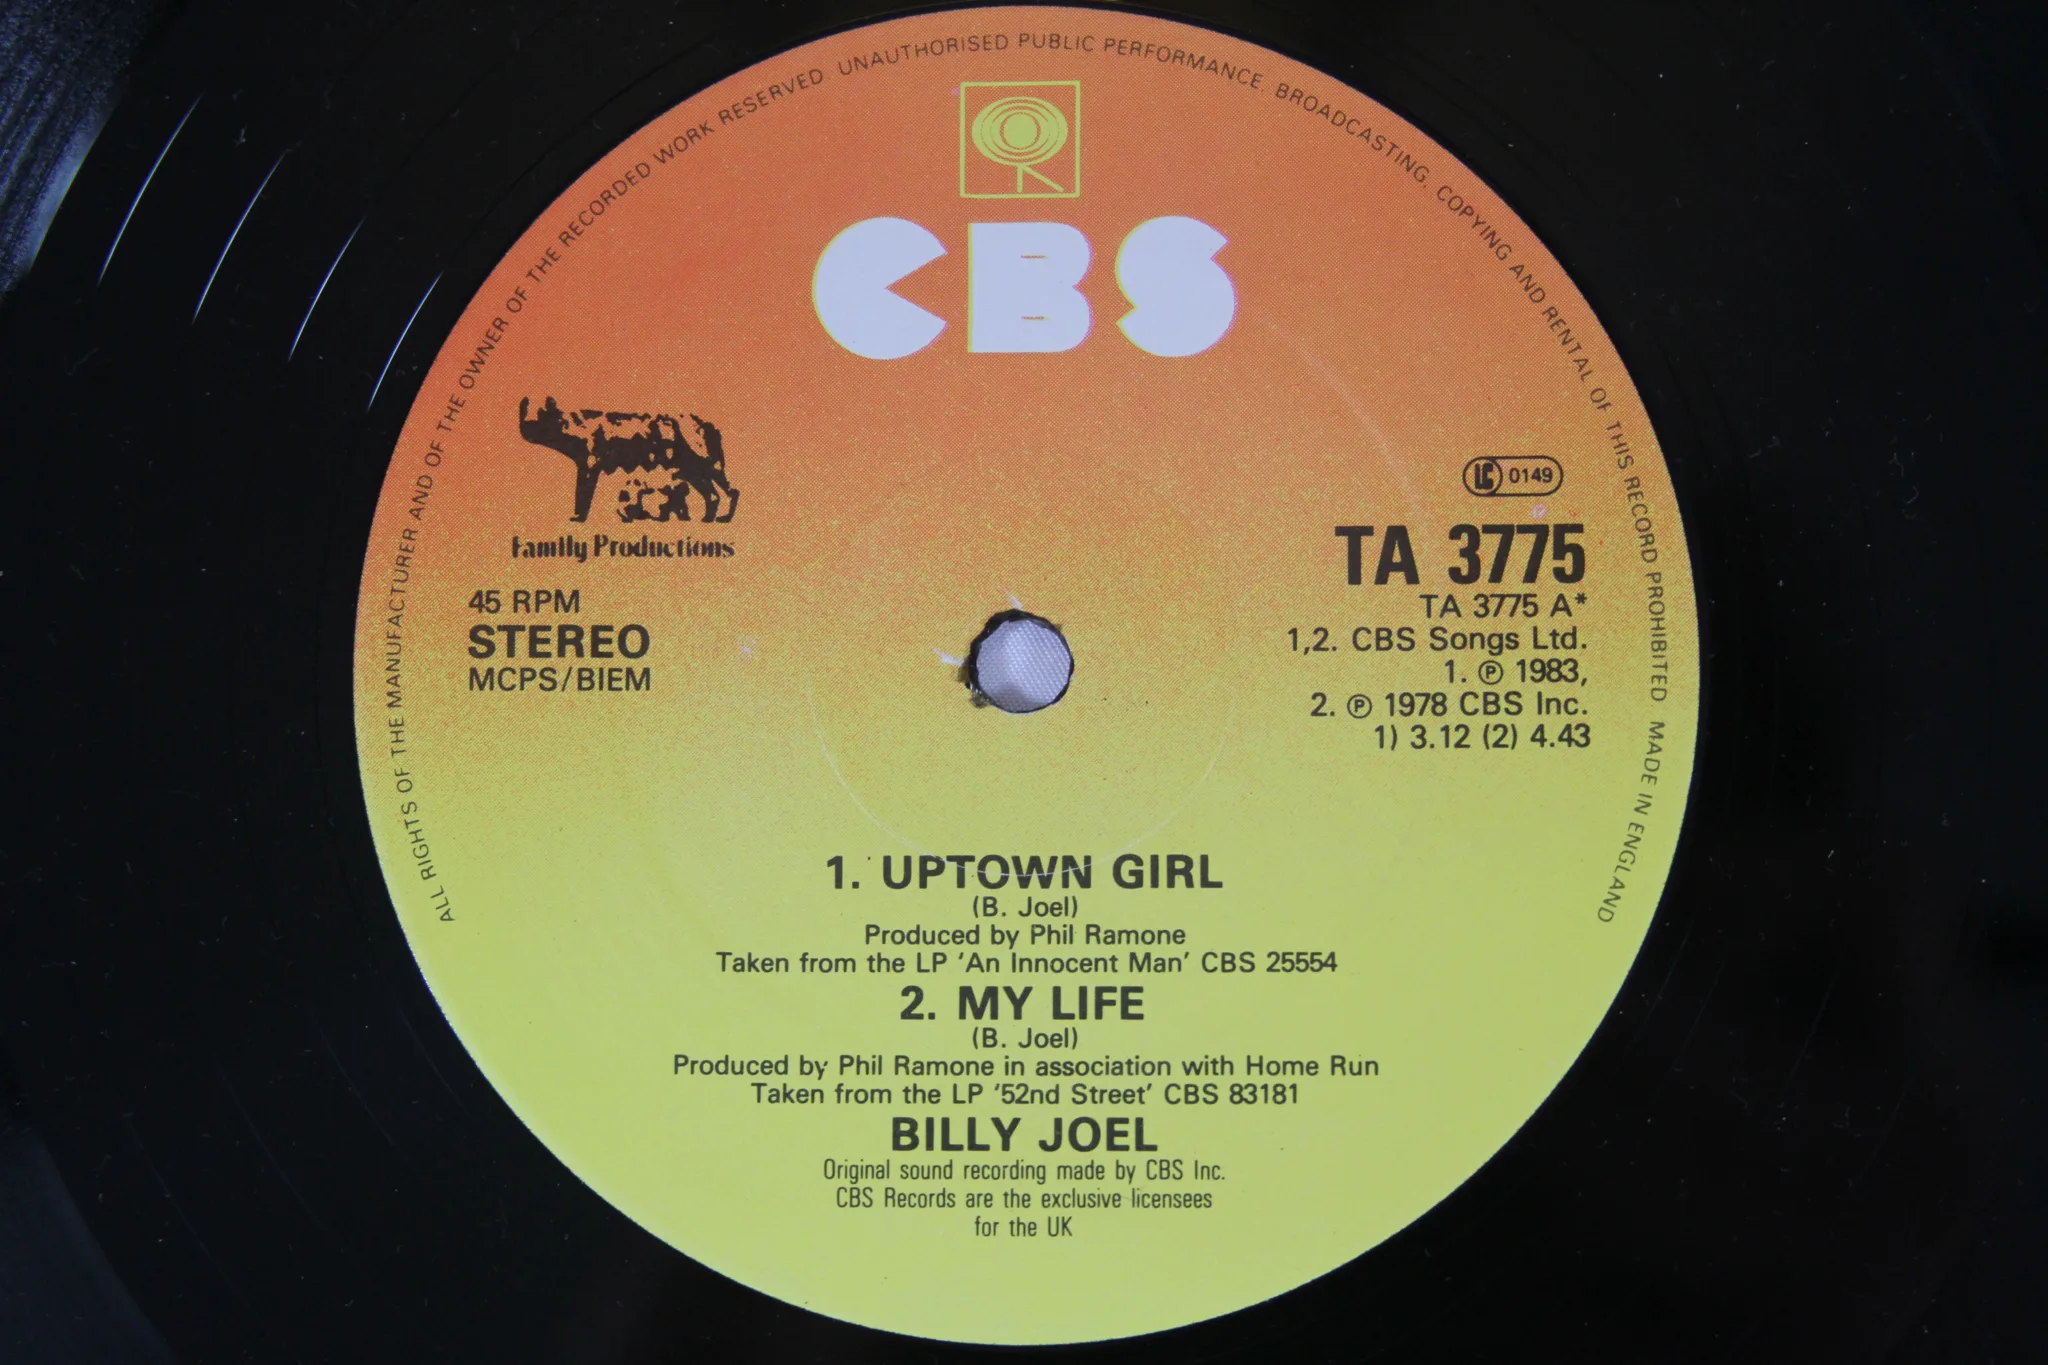 ALL RIGHTS OF THE MANUFACTURER AND OF THE OWNER OF THE RECORDED WORK RESERVED. UNAUTHORISED PUBLIC PERFORMANCE. BROADCASTING, COPYING AND RENTAL OF THIS RECORD PROHIBITED. MADE IN ENGLAND
CBS
Family Productions
45 RPM
STEREO
MCPS/BIEM
LC 0149
TA 3775
TA 3775 A*
1,2. CBS Songs Ltd.
1. ℗ 1983,
2. ℗ 1978 CBS Inc.
1) 3.12 (2) 4.43
1. UPTOWN GIRL
(B. Joel)
Produced by Phil Ramone
Taken from the LP ‘An Innocent Man’ CBS 25554
2. MY LIFE
(B. Joel)
Produced by Phil Ramone in association with Home Run
Taken from the LP ‘52nd Street’ CBS 83181
BILLY JOEL
Original sound recording made by CBS Inc.
CBS Records are the exclusive licensees
for the UK